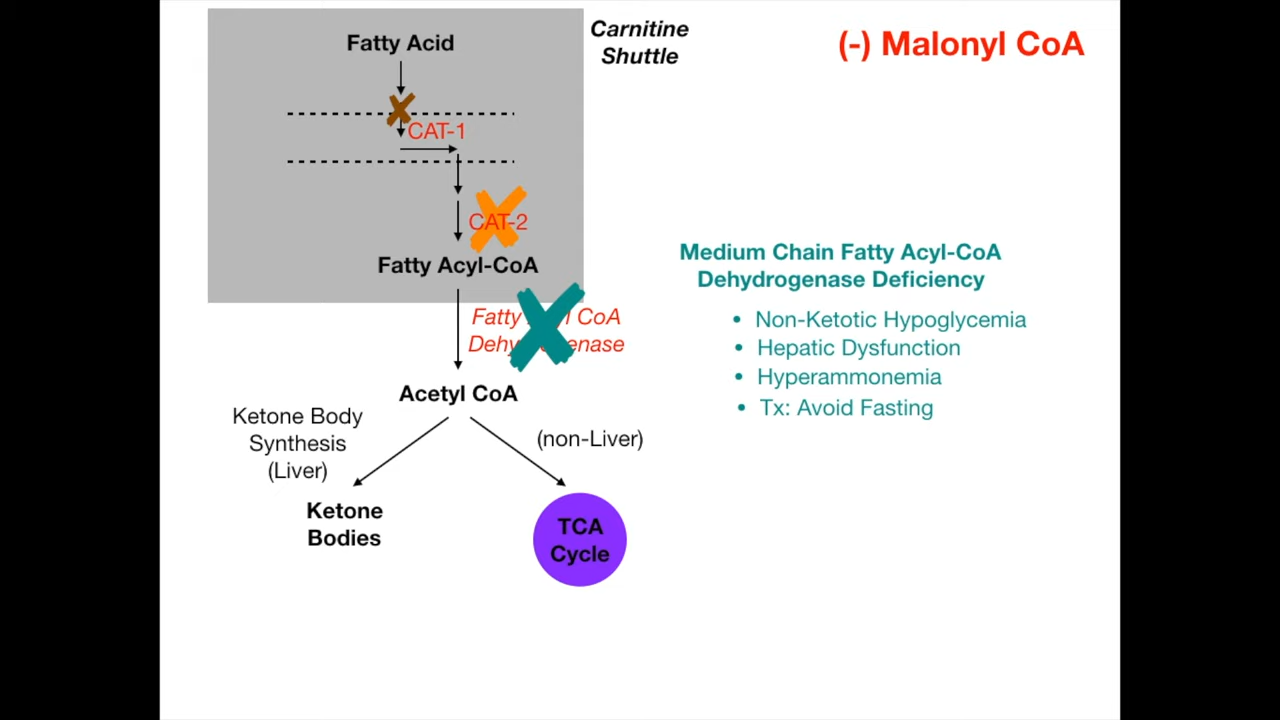 Fatty Acid
Carnitine
Shuttle
(-) Malonyl CoA
CAT-1
CAT-2
Fatty Acyl-CoA
Medium Chain Fatty Acyl-CoA
Dehydrogenase Deficiency
• Non-Ketotic Hypoglycemia
• Hepatic Dysfunction
• Hyperammonemia
• Tx: Avoid Fasting
Fatty CoA
Acetyl CoA
Ketone Body
Synthesis
(Liver)
(non-Liver)
Ketone
Bodies
TCA
Cycle